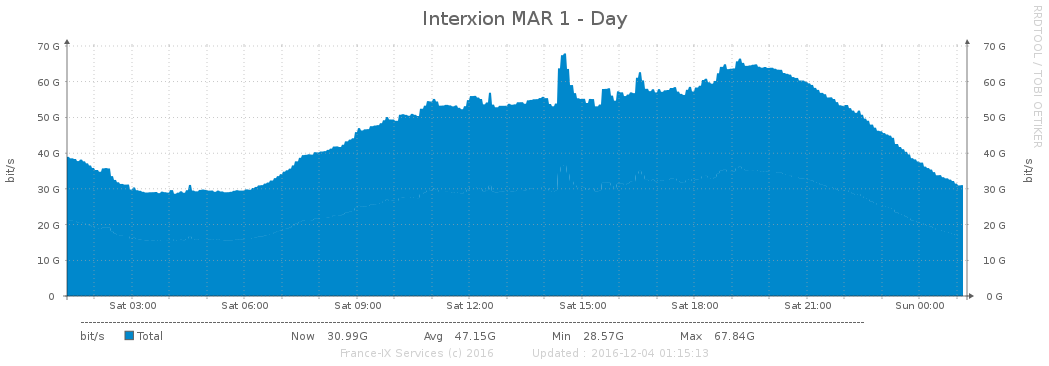 Interxion MAR 1 - Day
RRDTOOL / TOBI OETIKER
70 G 70 G
60 G 60 G
50 G 50 G
40 G 40 G
30 G 30 G
20 G 20 G
10 G 10 G
0 0 G
bit/s bit/s
Sat 03:00 Sat 06:00 Sat 09:00 Sat 12:00 Sat 15:00 Sat 18:00 Sat 21:00 Sun 00:00
bit/s Total Now 30.99G Avg 47.15G Min 28.57G Max 67.84G
France-IX Services (c) 2016 Updated : 2016-12-04 01:15:13